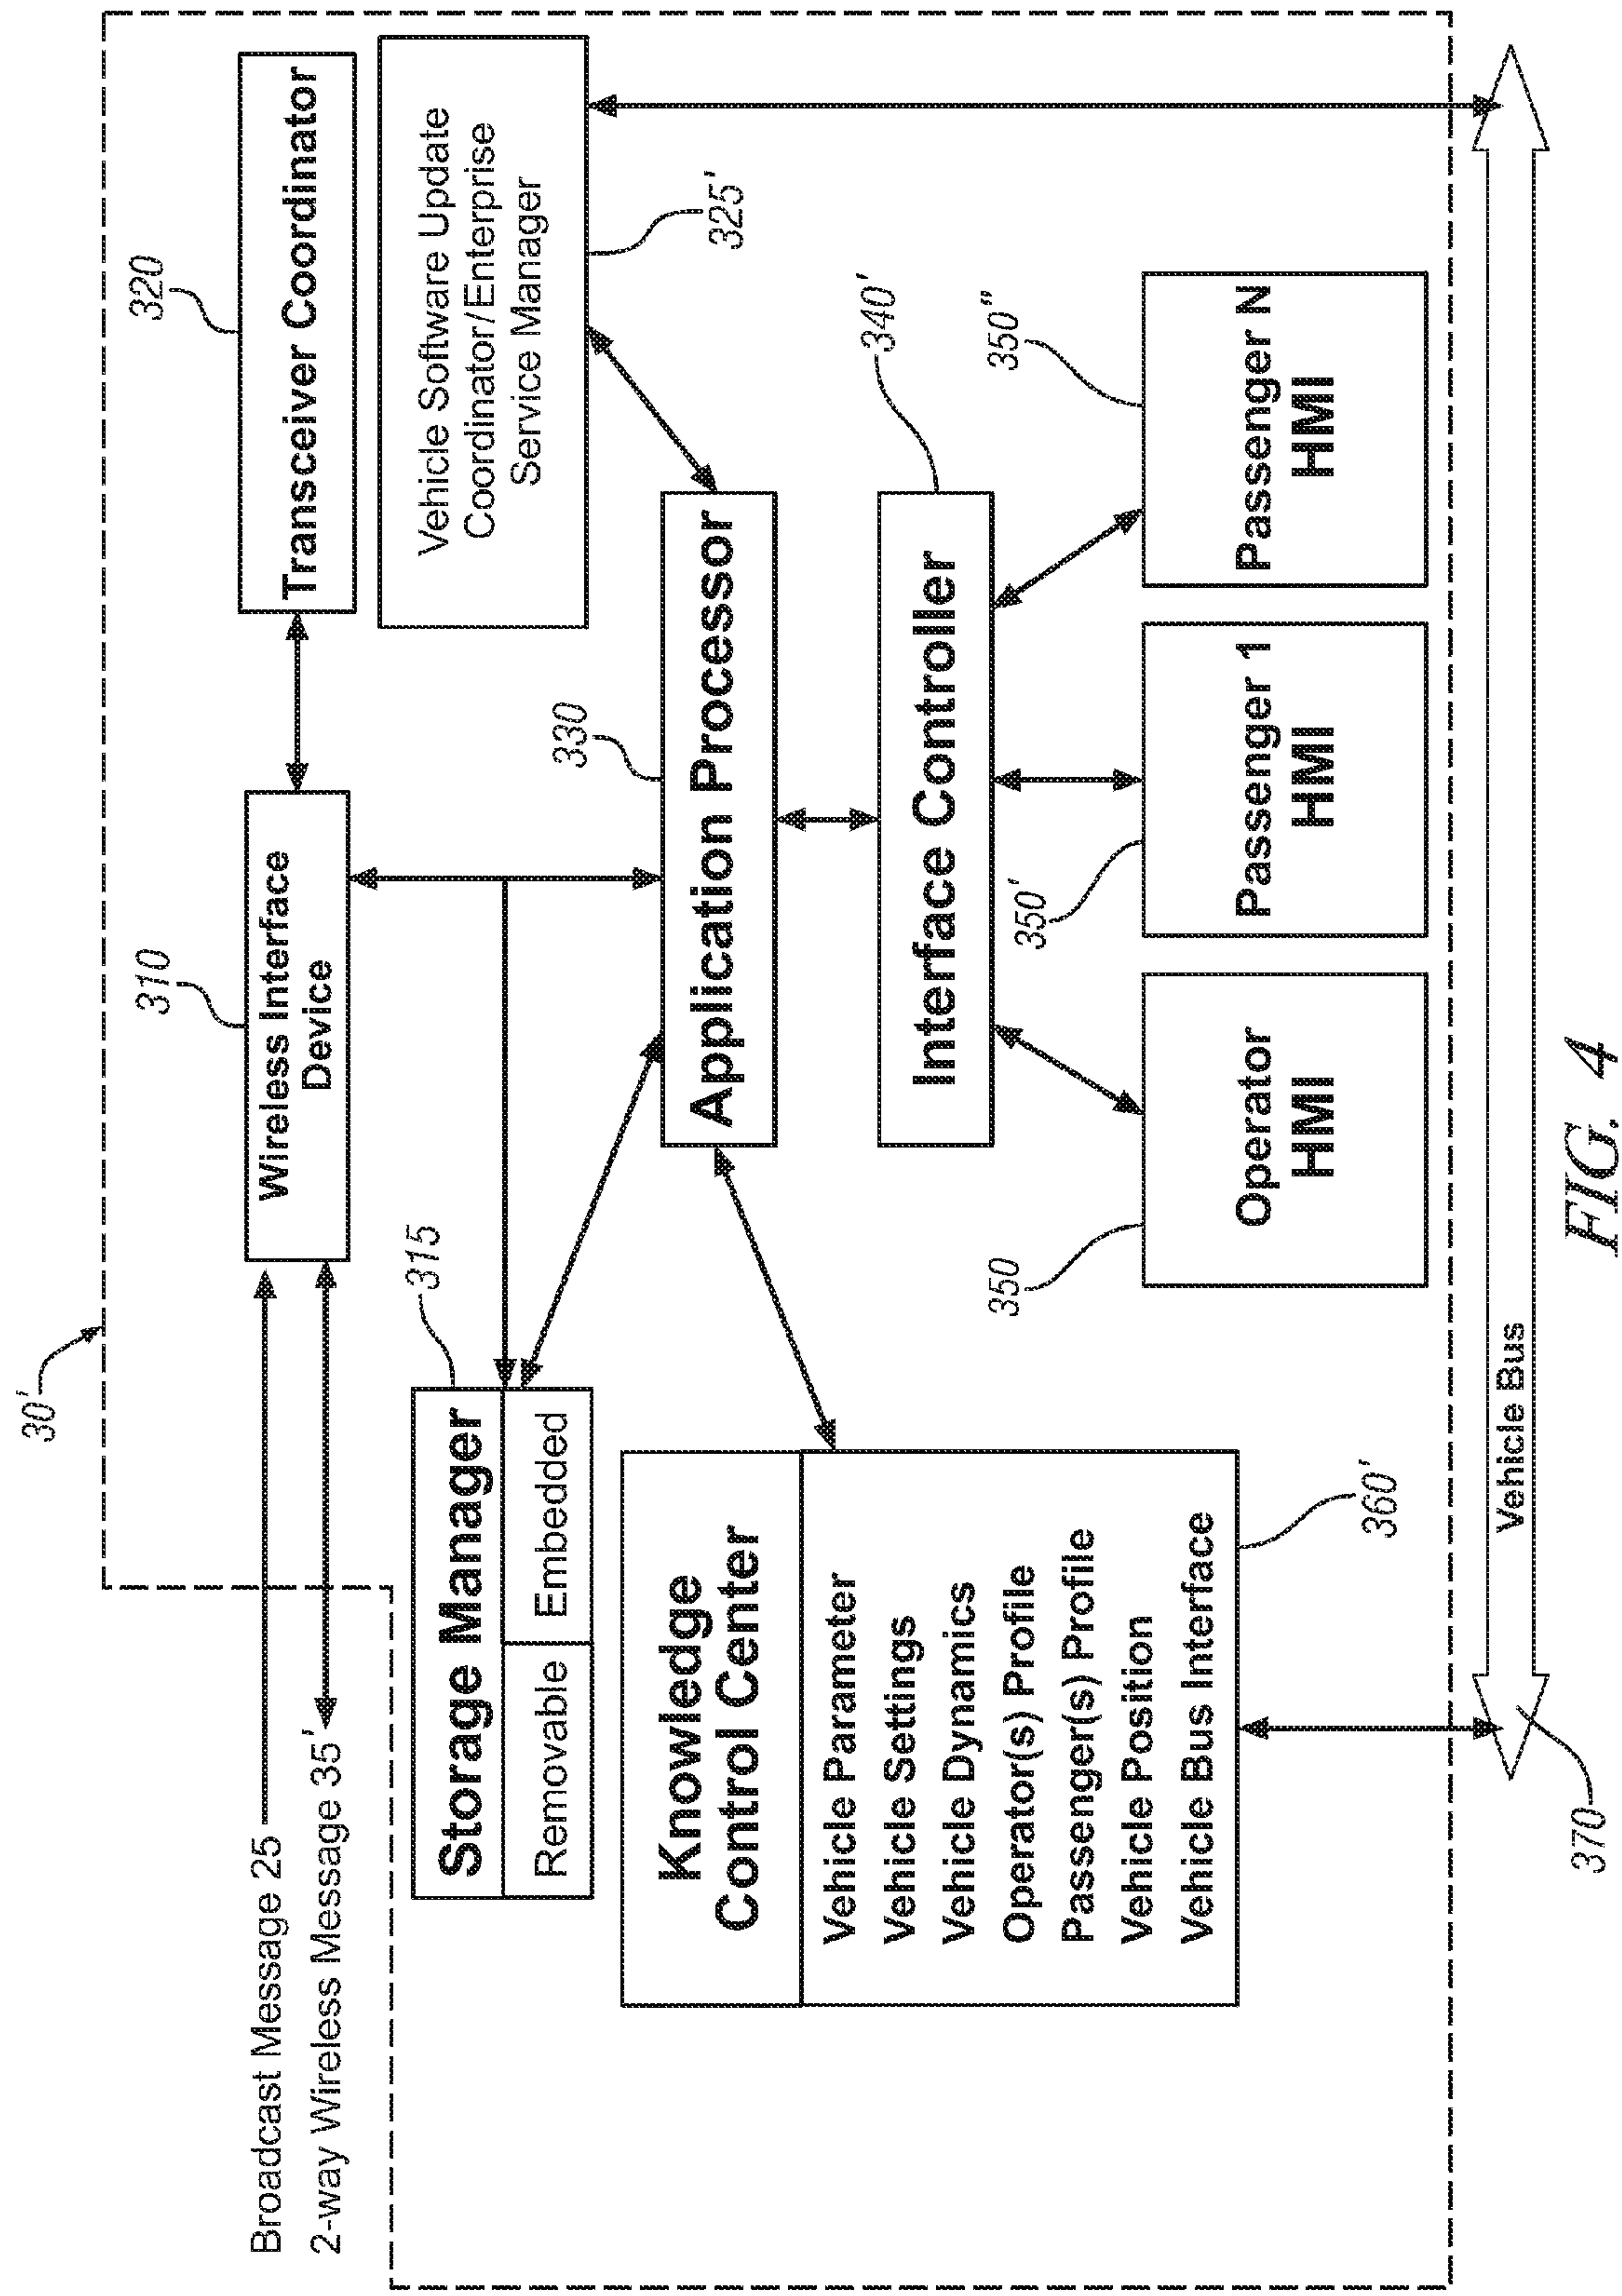 30'
Broadcast Message 25
2-way Wireless Message 35'
310
Wireless Interface
Device
320
Transceiver Coordinator
Vehicle Software Update
Coordinator/Enterprise
Service Manager
325'
315
Storage Manager
Removable
Embedded
330
Application Processor
Knowledge
Control Center
Vehicle Parameter
Vehicle Settings
Vehicle Dynamics
Operator(s) Profile
Passenger(s) Profile
Vehicle Position
Vehicle Bus Interface
360'
340'
Interface Controller
350
350'
350"
Operator
HMI
Passenger 1
HMI
Passenger N
HMI
Vehicle Bus
370
FIG. 4